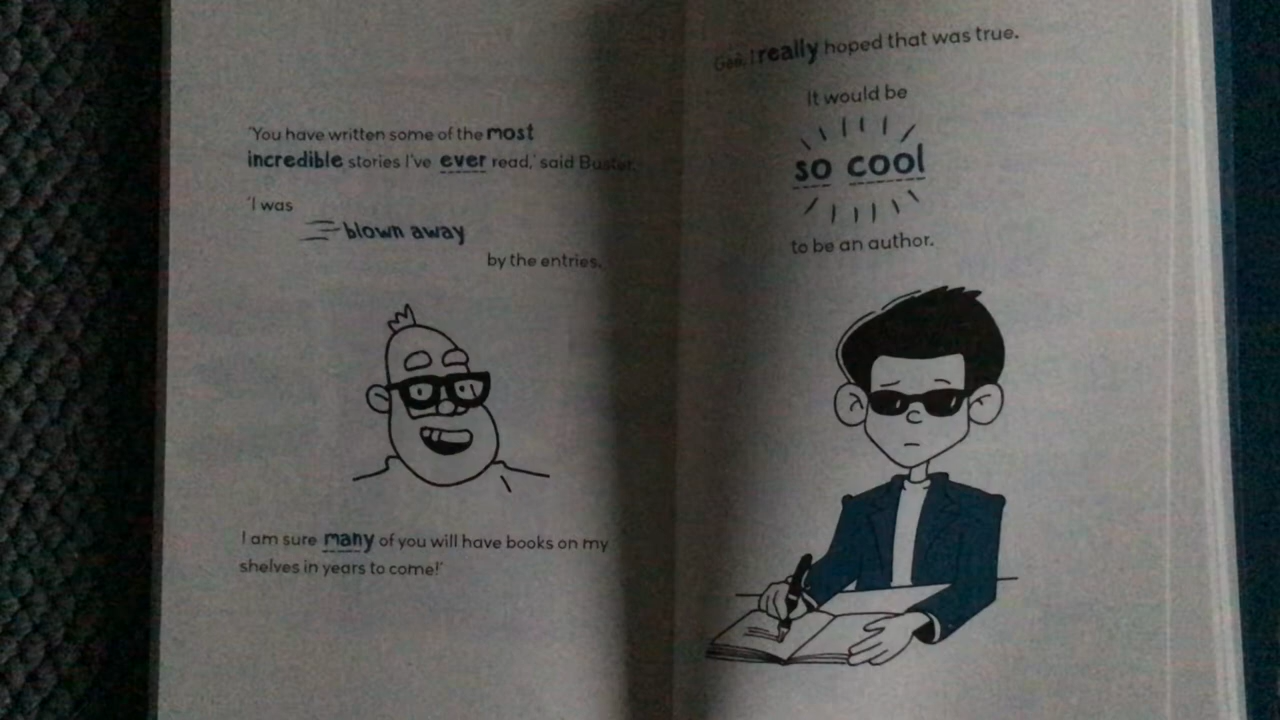 'You have written some of the most
incredible stories I've ever read,' said Buster.
'I was
blown away
by the entries.
I am sure many of you will have books on my
shelves in years to come!'
Gee, I really hoped that was true.
It would be
so cool
to be an author.